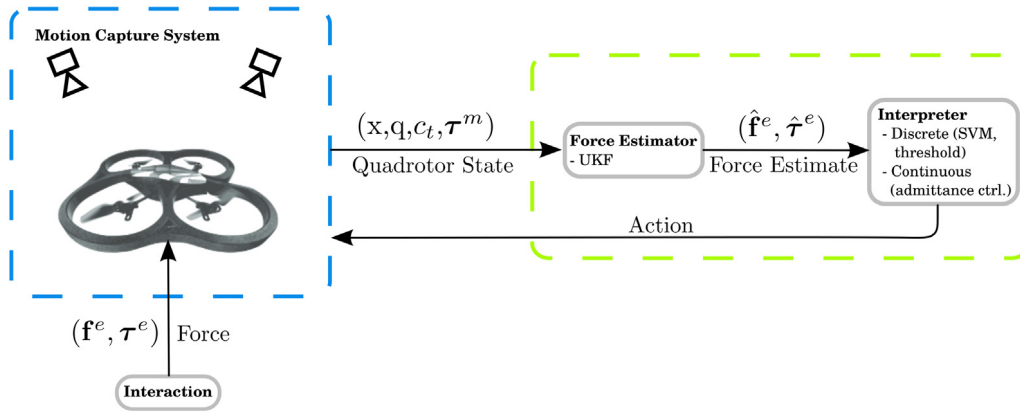 Motion Capture System
(x,q,c_t,τ^m)
Quadrotor State
Force Estimator
- UKF
(f̂^e, τ̂^e)
Force Estimate
Interpreter
- Discrete (SVM,
threshold)
- Continuous
(admittance ctrl.)
Action
(f^e, τ^e)
Force
Interaction